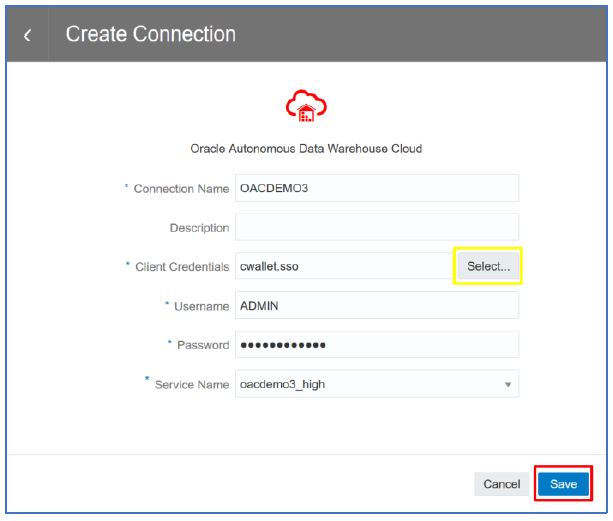 Create Connection
Oracle Autonomous Data Warehouse Cloud
* Connection Name OACDEMO3
Description
* Client Credentials cwallet.sso Select...
* Username ADMIN
* Password ●●●●●●●●●●●●
* Service Name oacdemo3_high
Cancel Save